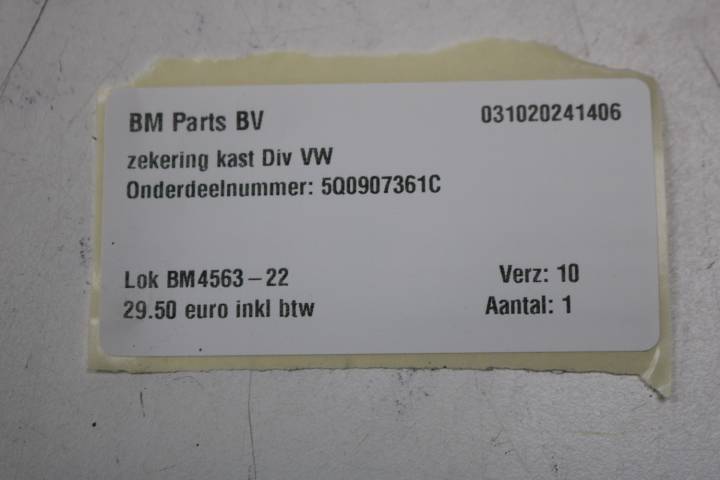 BM Parts BV 031020241406
zekering kast Div VW
Onderdeelnummer: 5Q0907361C
Lok BM4563-22 Verz: 10
29.50 euro inkl btw Aantal: 1